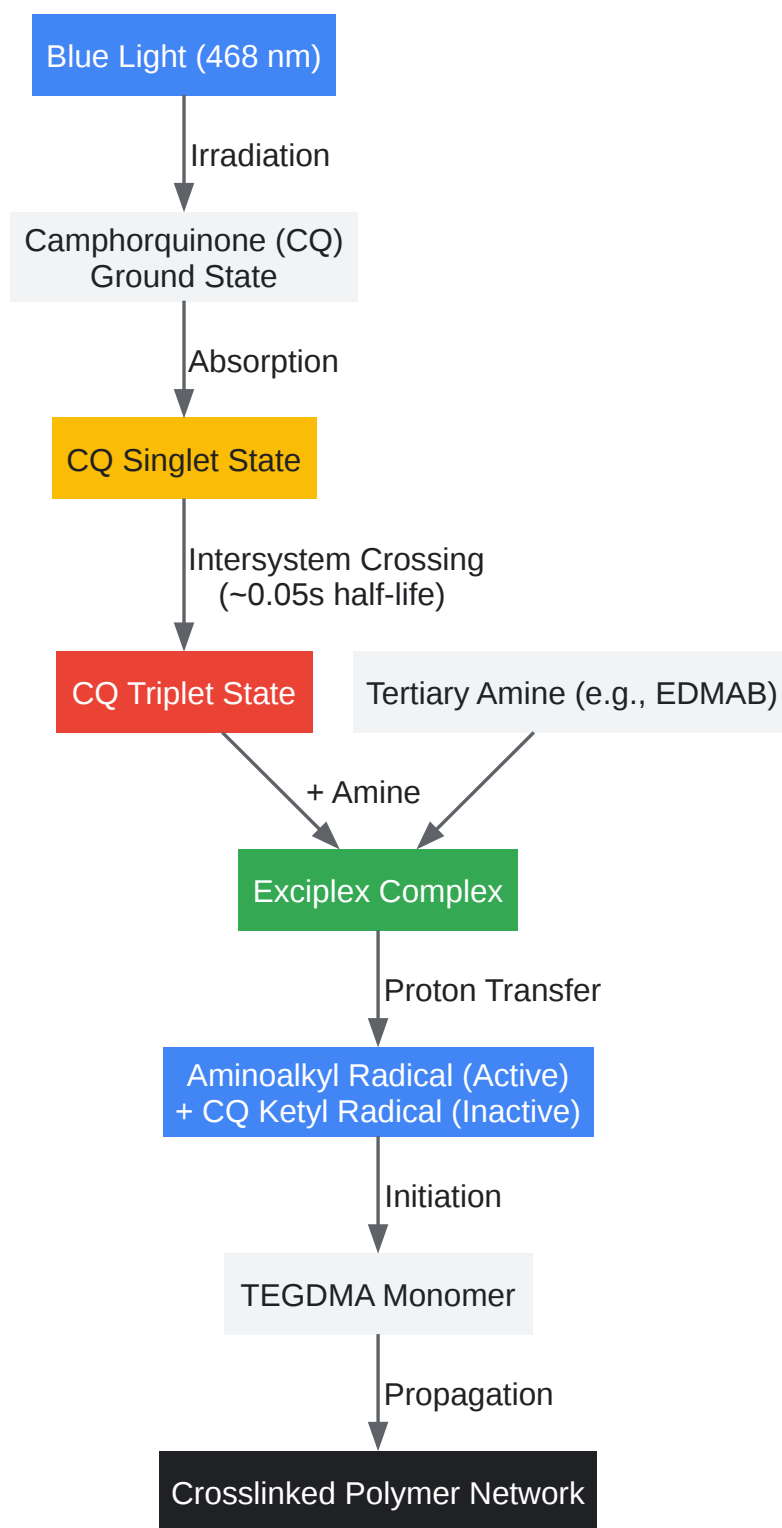 Blue Light (468 nm)
Irradiation
Camphorquinone (CQ)
Ground State
Absorption
CQ Singlet State
Intersystem Crossing
(~0.05s half-life)
CQ Triplet State
Tertiary Amine (e.g., EDMAB)
+ Amine
Exciplex Complex
Proton Transfer
Aminoalkyl Radical (Active)
+ CQ Ketyl Radical (Inactive)
Initiation
TEGDMA Monomer
Propagation
Crosslinked Polymer Network